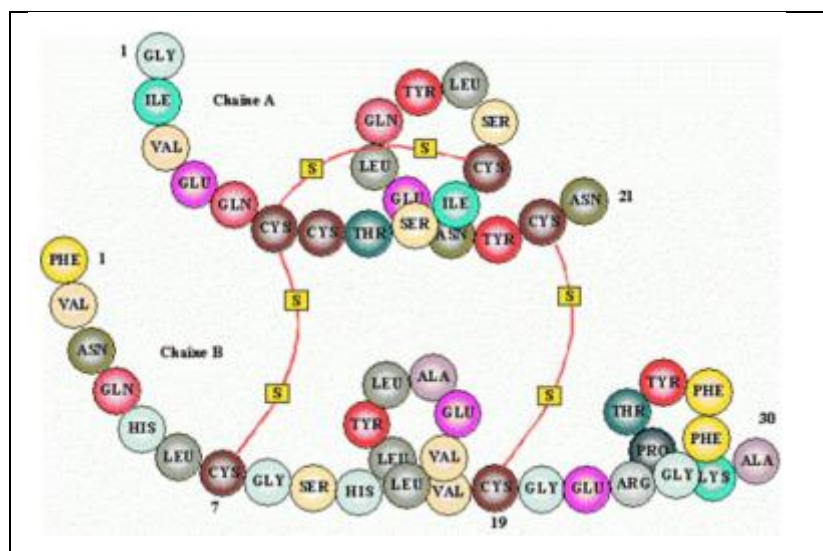 1
GLY
ILE
VAL
GLU
GLN
CYS
CYS
THR
SER
ILE
CYS
SER
LEU
TYR
GLN
LEU
GLU
ASN
TYR
CYS
ASN
21
Chaîne A
S
S
S
S
S
S
PHE
1
VAL
ASN
GLN
HIS
LEU
CYS
7
GLY
SER
HIS
LEU
VAL
GLU
ALA
LEU
TYR
LEU
VAL
CYS
19
GLY
GLU
ARG
GLY
PHE
PHE
TYR
THR
PRO
LYS
ALA
30
Chaîne B